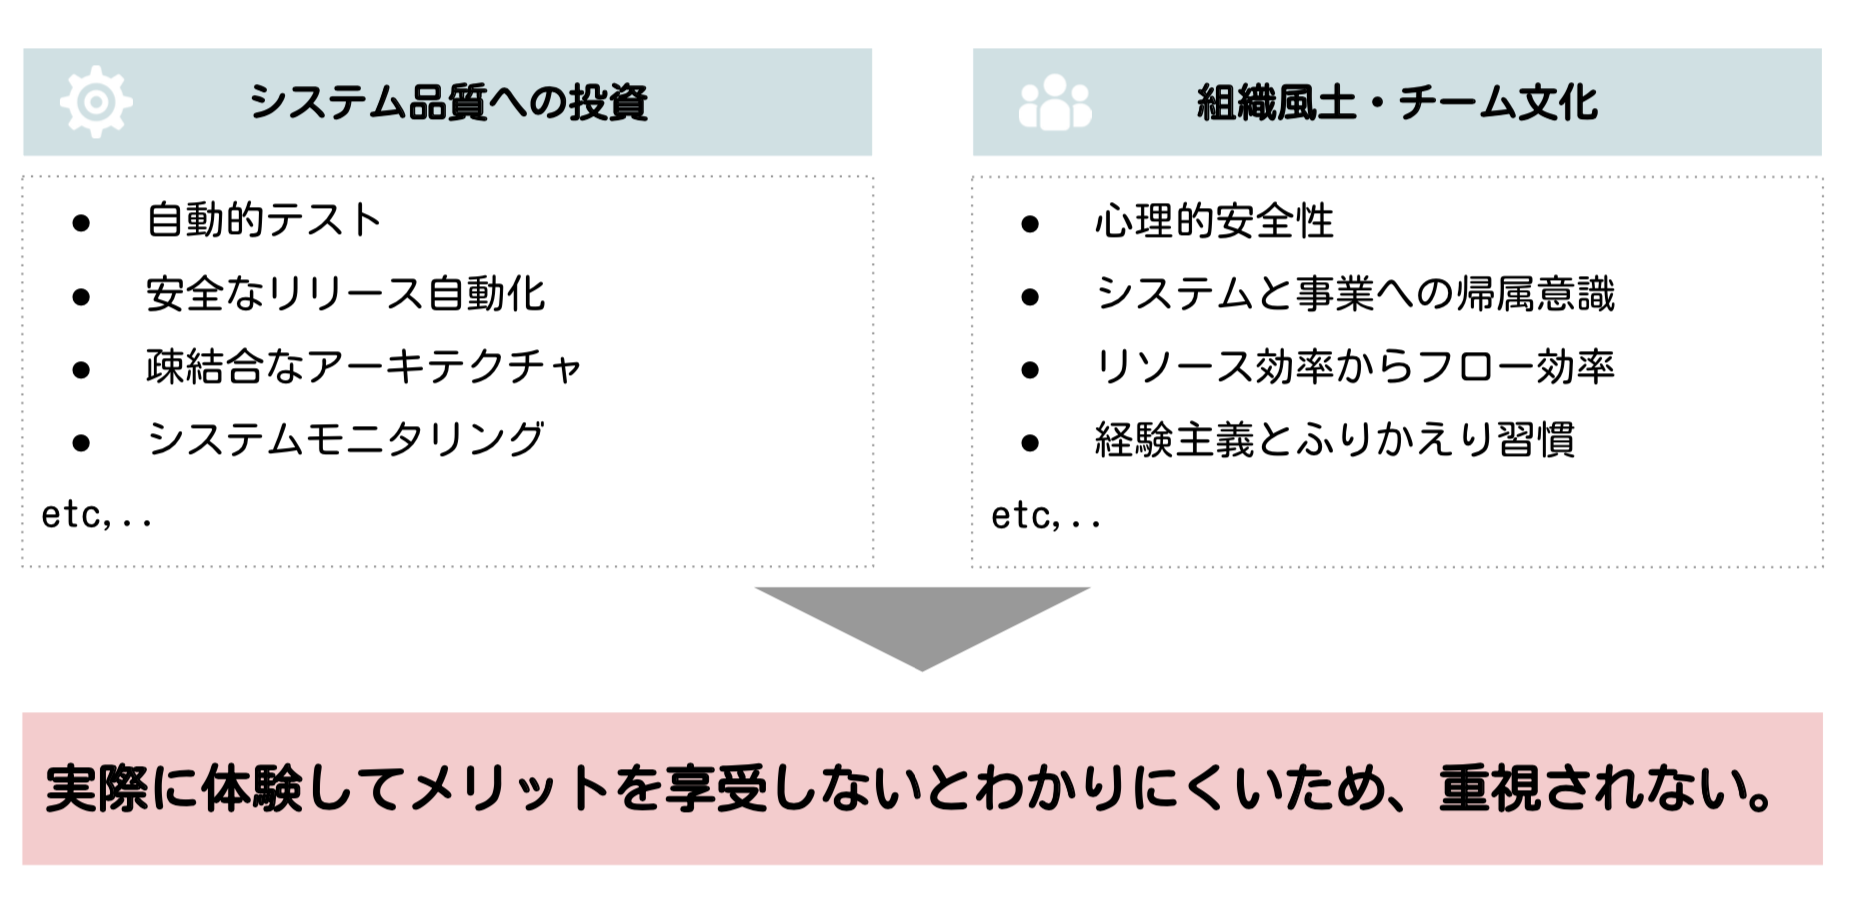 システム品質への投資
● 自動的テスト
● 安全なリリース自動化
● 疎結合なアーキテクチャ
● システムモニタリング
etc,..
組織風土・チーム文化
● 心理的安全性
● システムと事業への帰属意識
● リソース効率からフロー効率
● 経験主義とふりかえり習慣
etc,..
実際に体験してメリットを享受しないとわかりにくいため、重視されない。